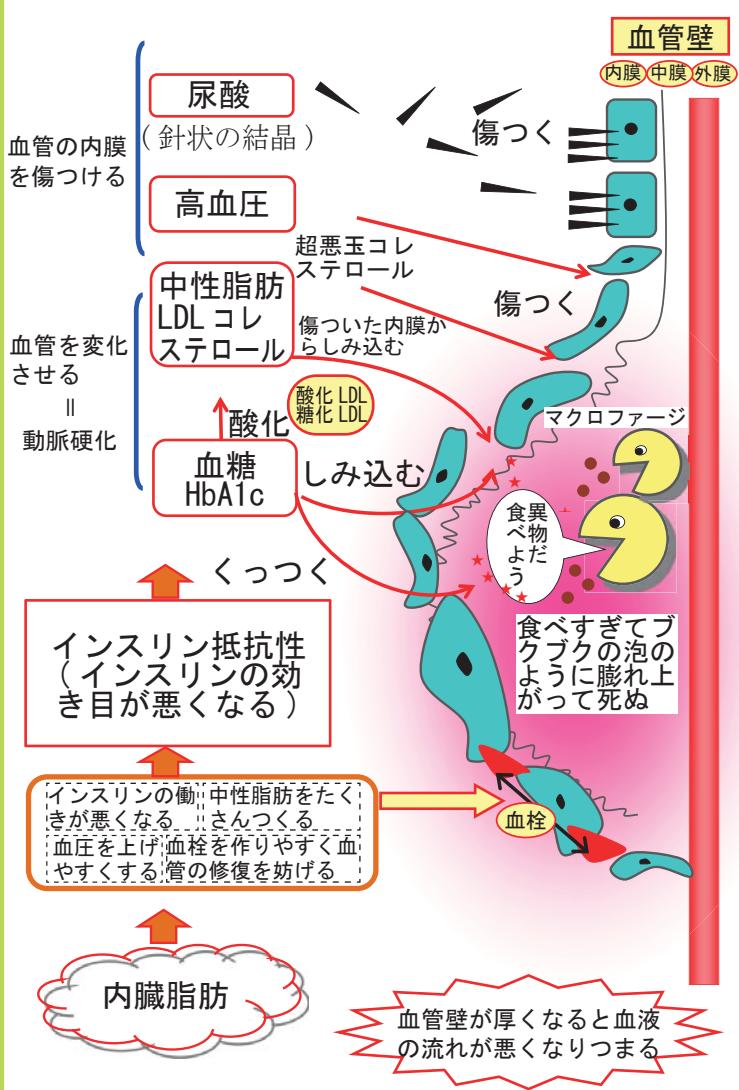 血管壁
内膜 中膜 外膜
尿酸
(針状の結晶)
血管の内膜
を傷つける
傷つく
高血圧
超悪玉コレ
ステロール
中性脂肪
LDL コレ
ステロール
傷つく
傷ついた内膜か
らしみ込む
血管を変化
させる
＝
動脈硬化
酸化 LDL
糖化 LDL
酸化
マクロファージ
血糖
HbA1c
しみ込む
異物だ
食べよう
くっつく
インスリン抵抗性
(インスリンの効
き目が悪くなる)
食べすぎてブ
クブクの泡の
ように膨れ上
がって死ぬ
インスリンの働
きが悪くなる
中性脂肪をたく
さんつくる
血圧を上げ
やすくする
血栓を作りやすく血
管の修復を妨げる
血栓
内臓脂肪
血管壁が厚くなると血液
の流れが悪くなりつまる